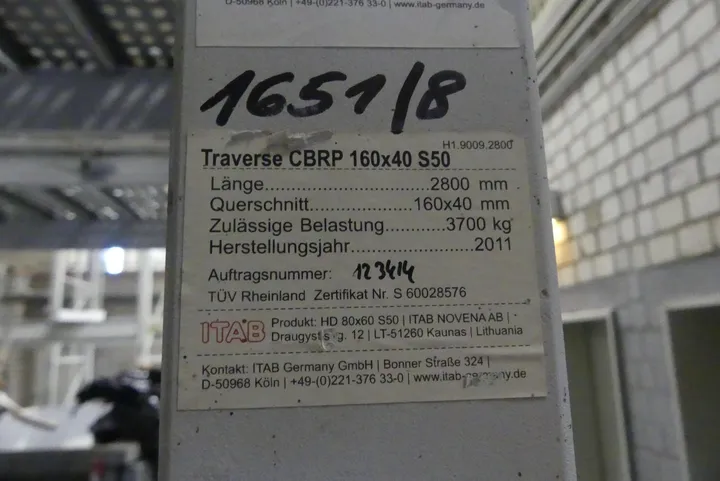 D-50968 Köln | +49-(0)221-376 33-0 | www.itab-germany.de
1651/8
H1.9009.2800
Traverse CBRP 160x40 S50
Länge..............................2800 mm
Querschnitt......................160x40 mm
Zulässige Belastung............3700 kg
Herstellungsjahr.......................2011
Auftragsnummer: 123414
TÜV Rheinland Zertifikat Nr. S 60028576
ITAB
Produkt: HD 80x60 S50 | ITAB NOVENA AB |
12 | LT-51260 Kaunas | Lithuania
Kontakt: ITAB Germany GmbH | Bonner Straße 324 |
D-50968 Köln | +49-(0)221-376 33-0 | www.itab-germany.de